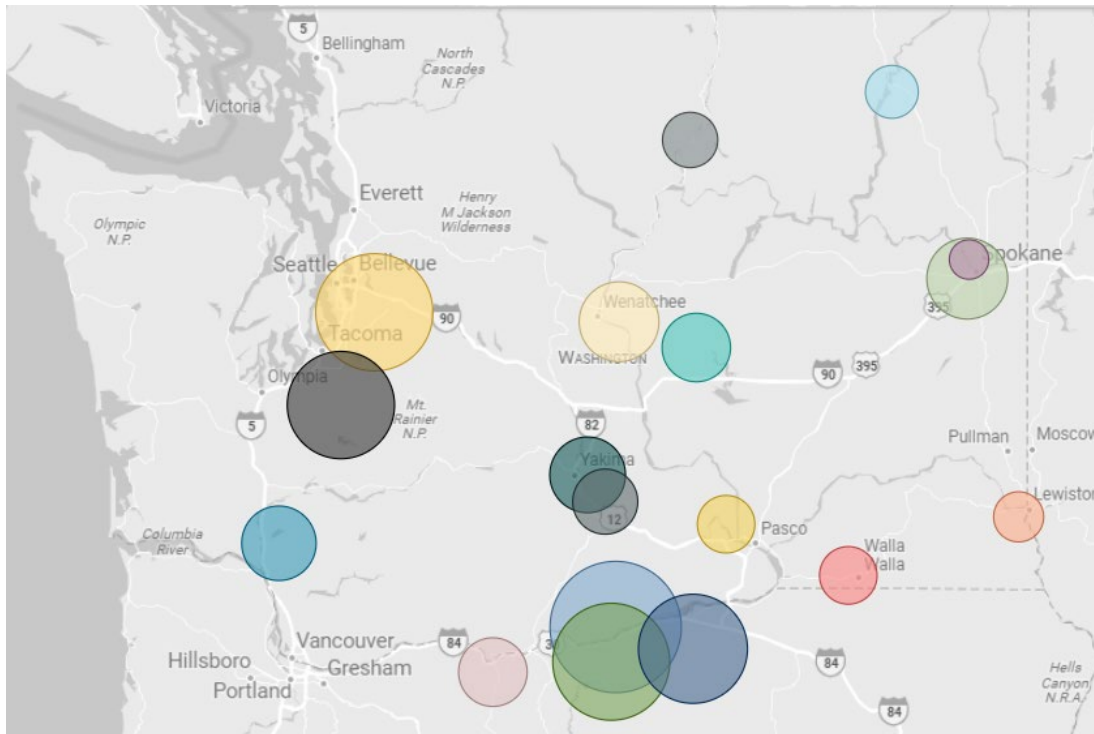 5
Bellingham
North
Cascades
N.P.
Victoria
Everett
Henry
M Jackson
Wilderness
Olympic
N.P.
Seattle
Bellevue
Spokane
90
Wenatchee
395
Tacoma
WASHINGTON
90
395
Olympia
Mt.
Rainier
N.P.
5
82
Pullman
Moscow
Yakima
Lewiston
12
Pasco
Columbia
River
Walla
Walla
Vancouver
84
Hillsboro
Gresham
84
Portland
Hells
Canyon
N.R.A.
84